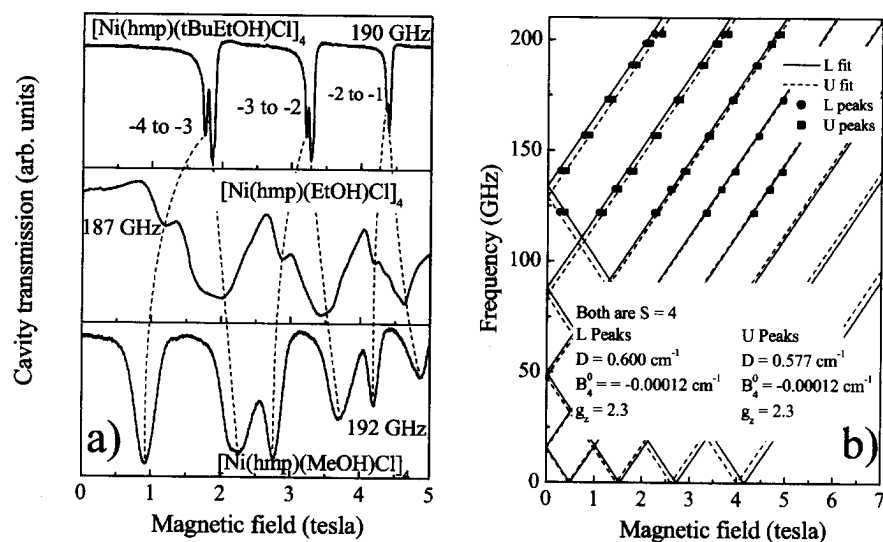 [Ni(hmp)(tBuEtOH)Cl]4
190 GHz
-4 to -3
-3 to -2
-2 to -1
[Ni(hmp)(EtOH)Cl]4
187 GHz
192 GHz
[Ni(hmp)(MeOH)Cl]4
a)
Cavity transmission (arb. units)
0 1 2 3 4 5
Magnetic field (tesla)
200
150
100
50
0
Frequency (GHz)
L fit
U fit
L peaks
U peaks
Both are S = 4
L Peaks
D = 0.600 cm-1
B04 = = -0.00012 cm-1
gz = 2.3
U Peaks
D = 0.577 cm-1
B04 = -0.00012 cm-1
gz = 2.3
b)
0 1 2 3 4 5 6 7
Magnetic field (tesla)